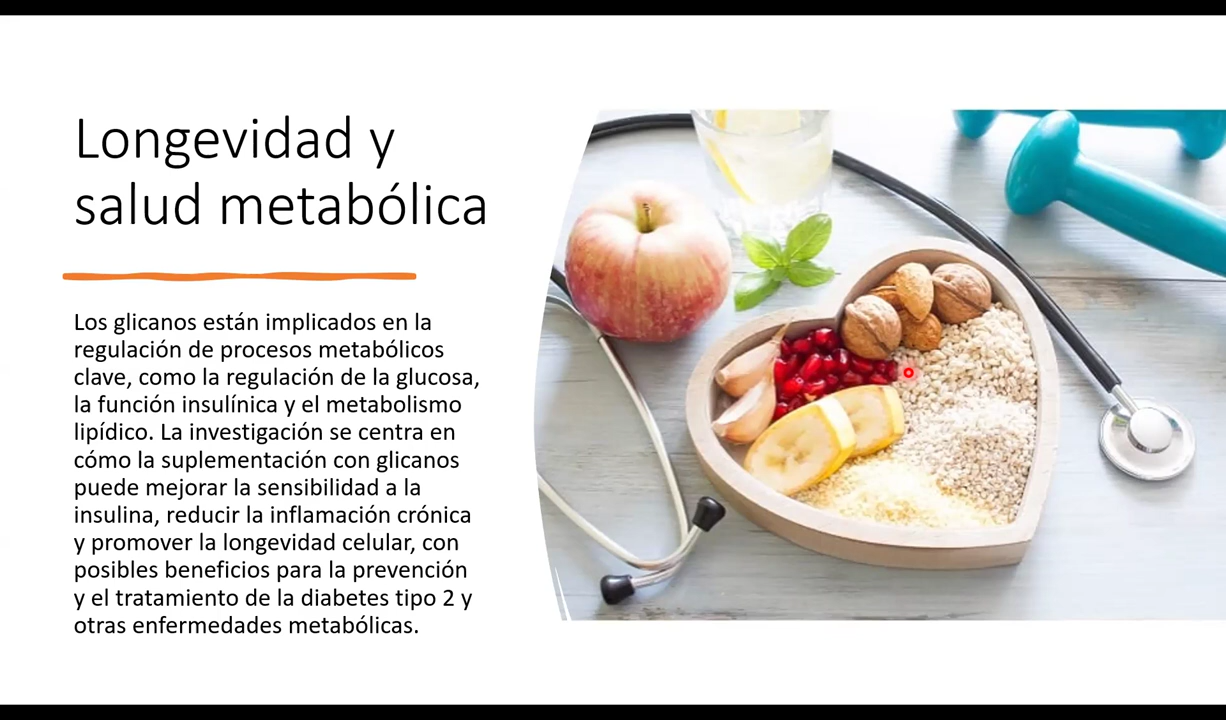 Longevidad y
salud metabólica
Los glicanos están implicados en la
regulación de procesos metabólicos
clave, como la regulación de la glucosa,
la función insulínica y el metabolismo
lipídico. La investigación se centra en
cómo la suplementación con glicanos
puede mejorar la sensibilidad a la
insulina, reducir la inflamación crónica
y promover la longevidad celular, con
posibles beneficios para la prevención
y el tratamiento de la diabetes tipo 2 y
otras enfermedades metabólicas.